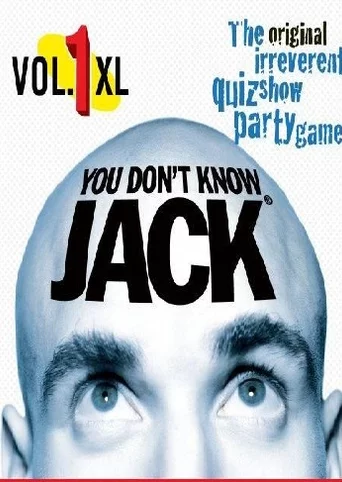 VOL.1XL
The original
irreverent
quizshow
partygame
YOU DON'T KNOW
JACK®